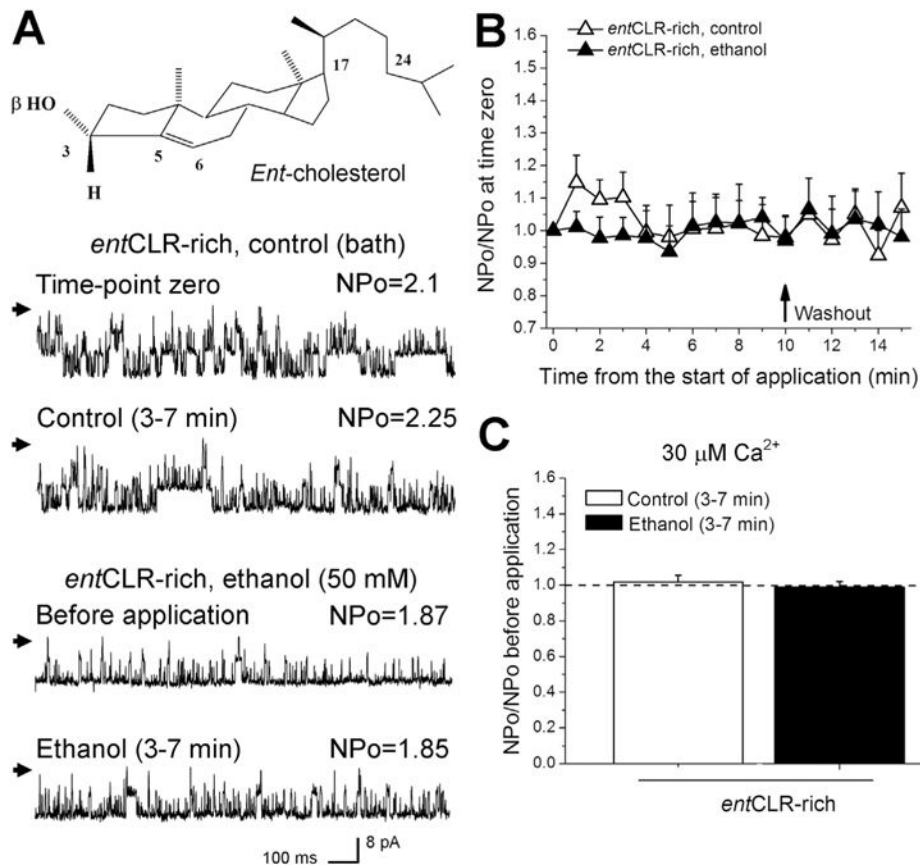 A
17
24
β HO
3
5
6
H
Ent-cholesterol
entCLR-rich, control (bath)
Time-point zero NPo=2.1
Control (3-7 min) NPo=2.25
entCLR-rich, ethanol (50 mM)
Before application NPo=1.87
Ethanol (3-7 min) NPo=1.85
8 pA
100 ms
B
entCLR-rich, control
entCLR-rich, ethanol
NPo/NPo at time zero
1.6
1.5
1.4
1.3
1.2
1.1
1.0
0.9
0.8
0.7
Washout
0 2 4 6 8 10 12 14
Time from the start of application (min)
C
30 μM Ca²⁺
NPo/NPo before application
1.6
1.4
1.2
1.0
0.8
0.6
0.4
0.2
0.0
Control (3-7 min)
Ethanol (3-7 min)
entCLR-rich